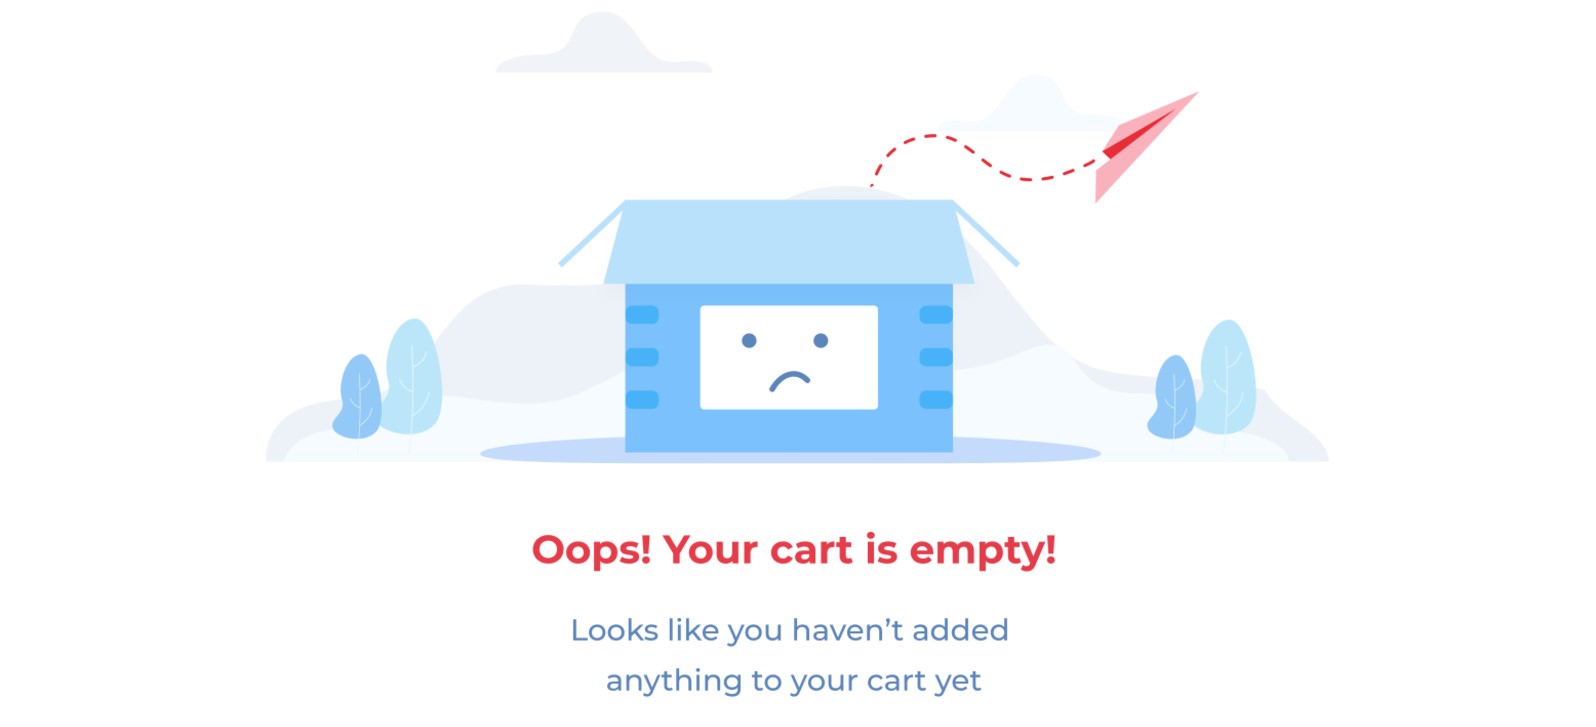 Oops! Your cart is empty!
Looks like you haven’t added
anything to your cart yet